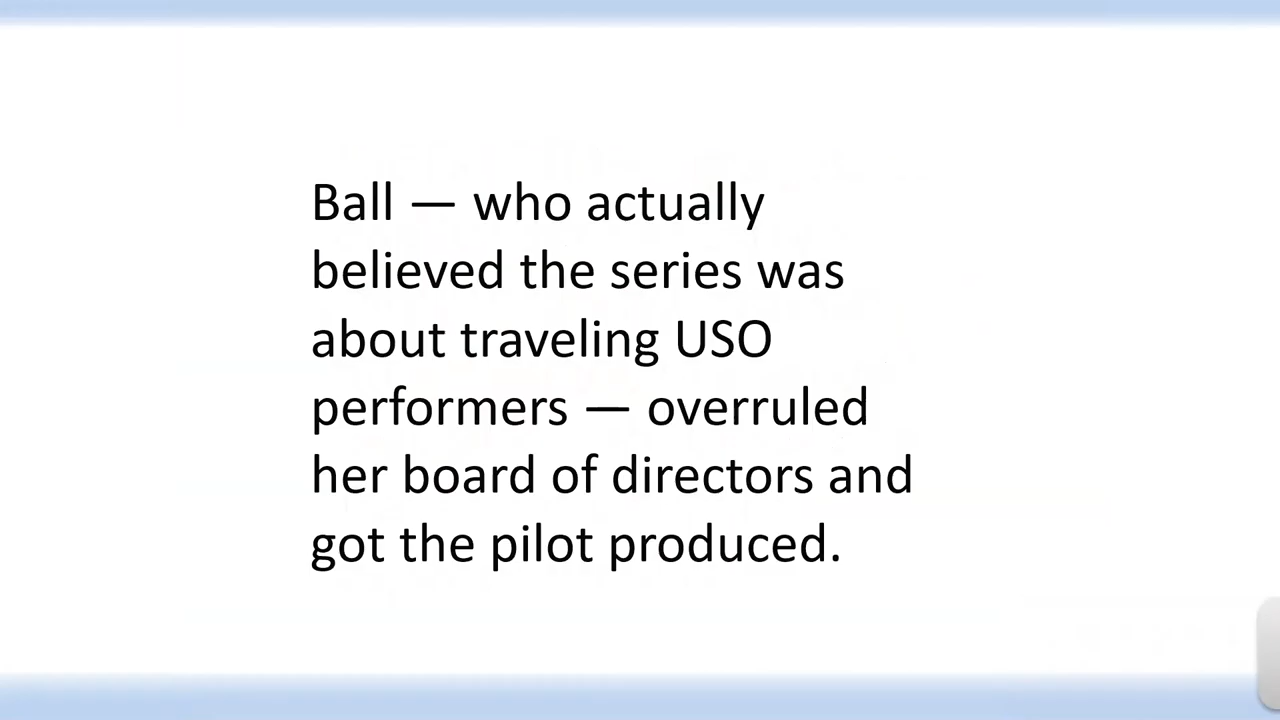 Ball — who actually
believed the series was
about traveling USO
performers — overruled
her board of directors and
got the pilot produced.